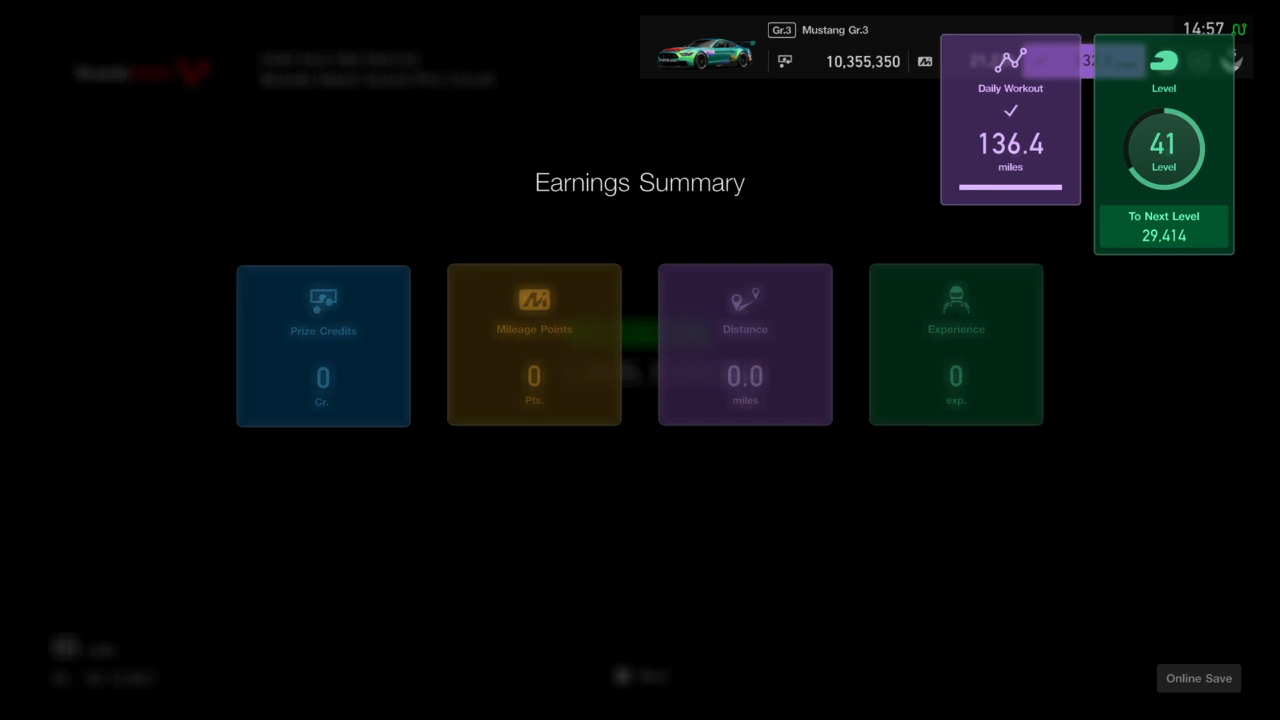 Gr.3 Mustang Gr.3
14:57
10,355,350
Daily Workout
136.4
miles
Level
41
Level
To Next Level
29,414
Earnings Summary
Prize Credits
0
Cr.
Mileage Points
0
Pts.
Distance
0.0
miles
Experience
0
exp.
Online Save